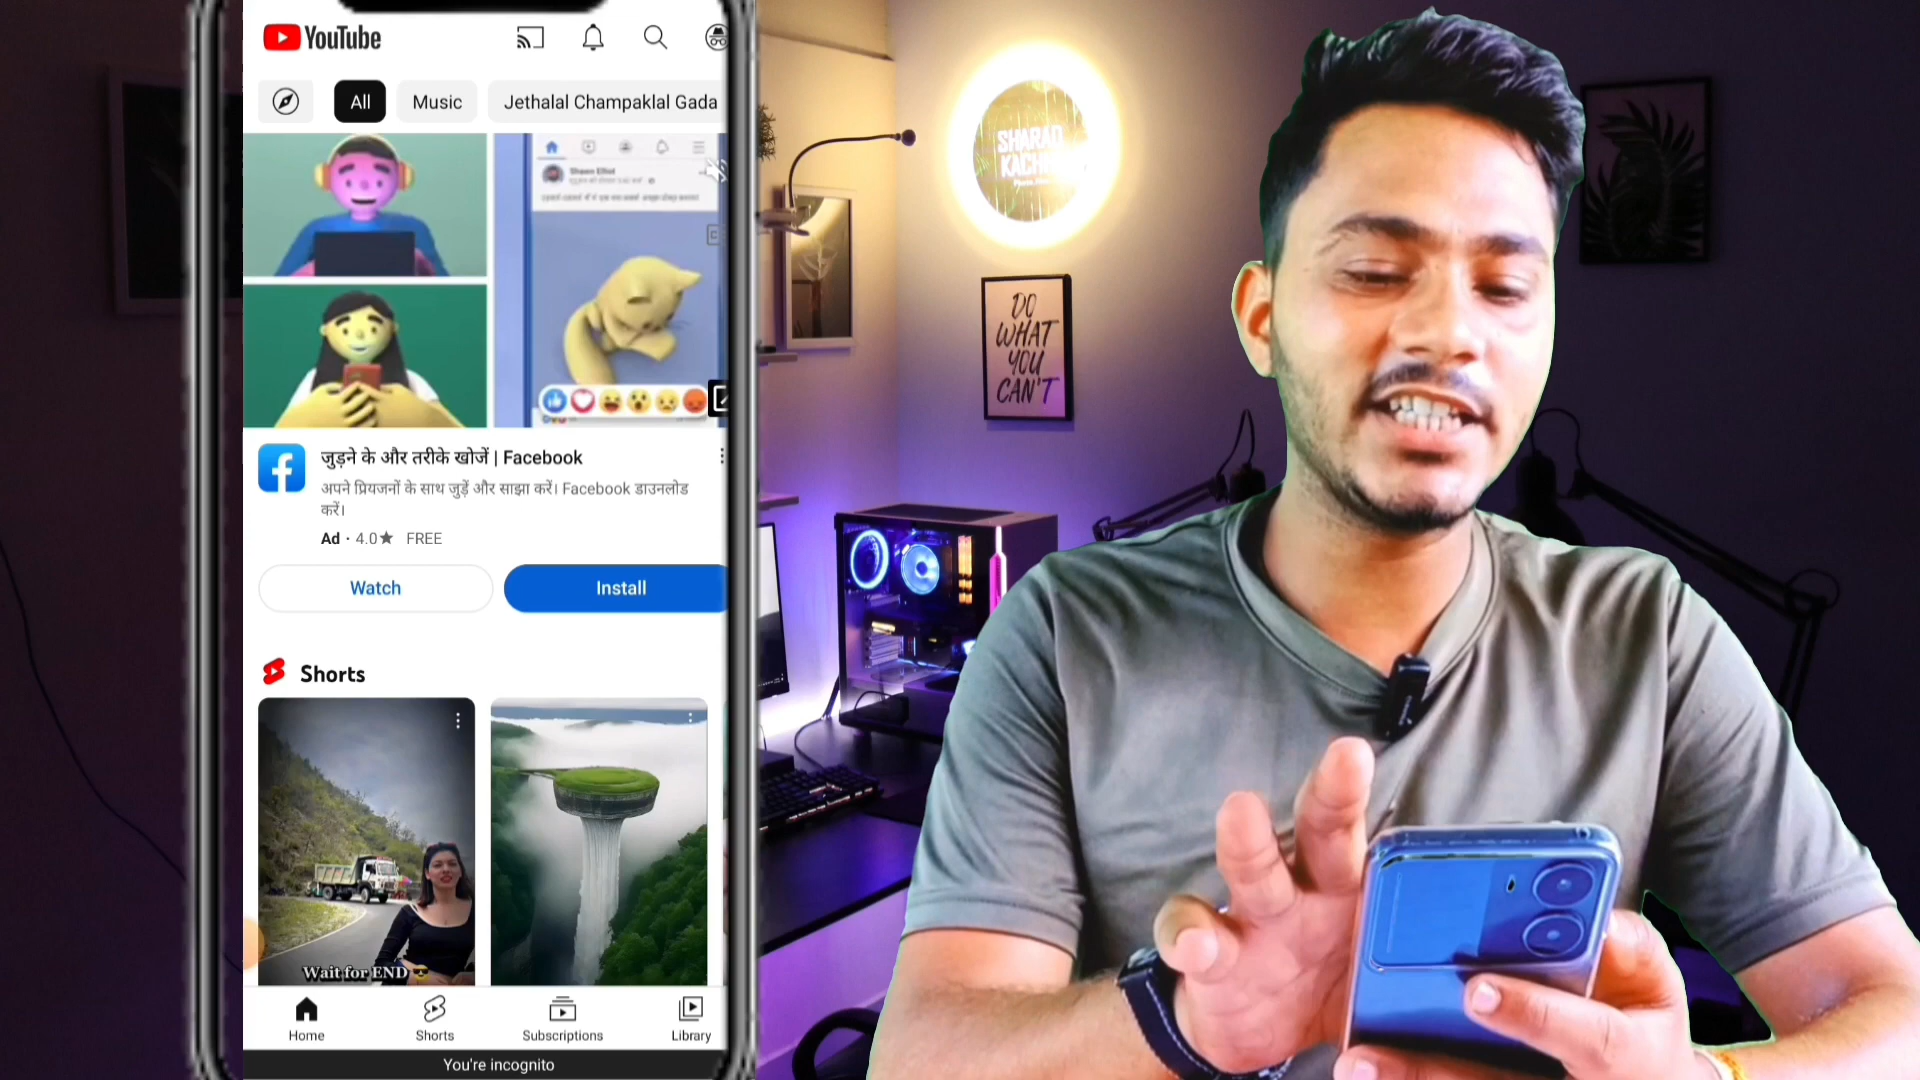 YouTube
All
Music
Jethalal Champaklal Gada
जुड़ने के और तरीके खोजें | Facebook
अपने प्रियजनों के साथ जुड़ें और साझा करें। Facebook डाउनलोड
करें।
Ad · 4.0★ FREE
Watch
Install
Shorts
Wait for END 😎
Home
Shorts
Subscriptions
Library
You're incognito
SHARAD
DO
WHAT
YOU
CAN'T